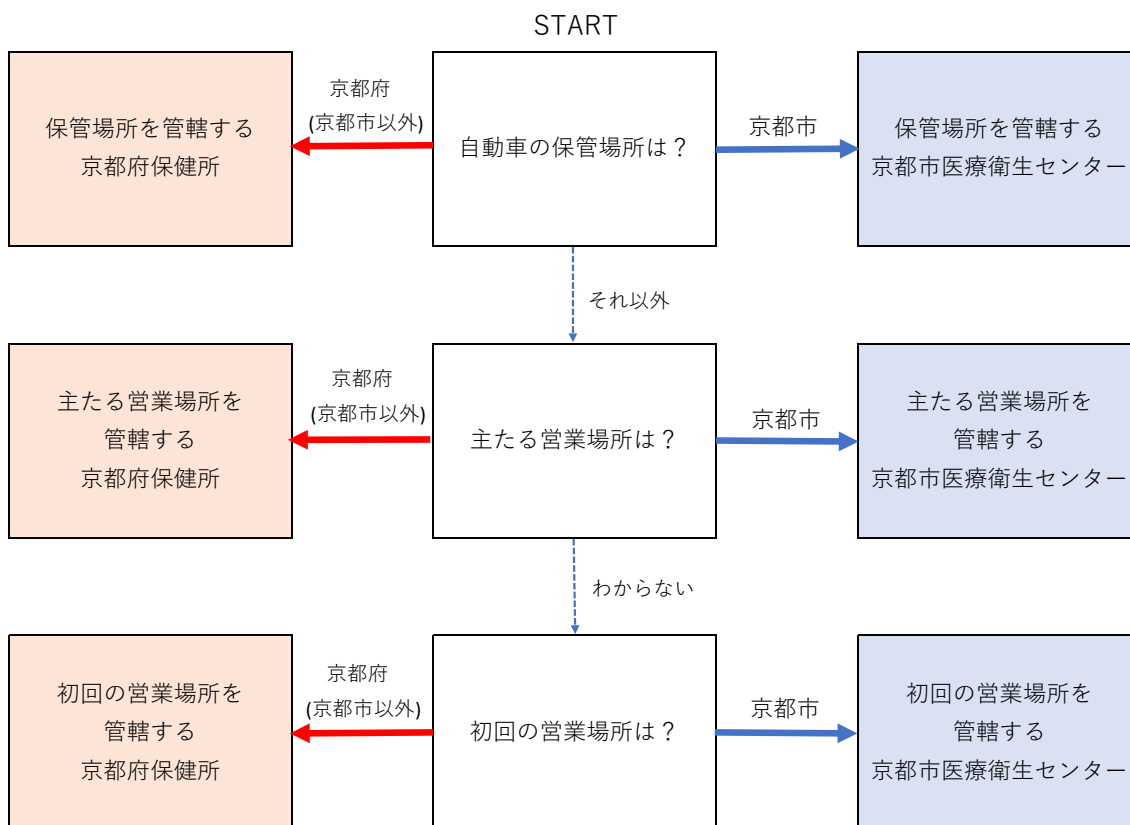 START
京都府
(京都市以外)
保管場所を管轄する
京都府保健所
自動車の保管場所は？
京都市
保管場所を管轄する
京都市医療衛生センター
それ以外
京都府
(京都市以外)
主たる営業場所を
管轄する
京都府保健所
主たる営業場所は？
京都市
主たる営業場所を
管轄する
京都市医療衛生センター
わからない
京都府
(京都市以外)
初回の営業場所を
管轄する
京都府保健所
初回の営業場所は？
京都市
初回の営業場所を
管轄する
京都市医療衛生センター